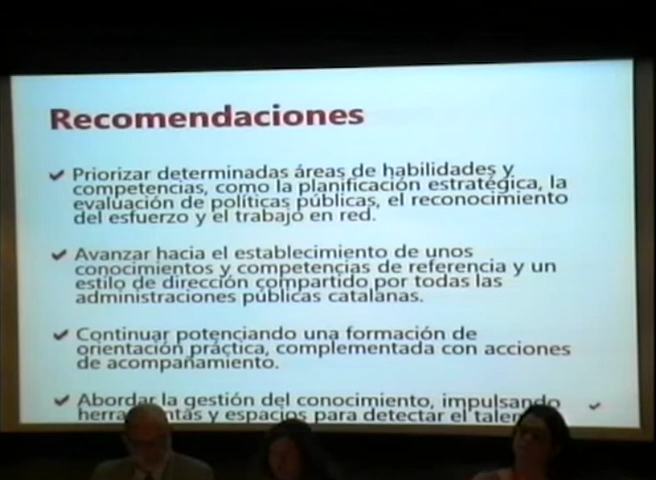 Recomendaciones
✔ Priorizar determinadas áreas de habilidades y
competencias, como la planificación estratégica, la
evaluación de políticas públicas, el reconocimiento
del esfuerzo y el trabajo en red.
✔ Avanzar hacia el establecimiento de unos
conocimientos y competencias de referencia y un
estilo de dirección compartido por todas las
administraciones públicas catalanas.
✔ Continuar potenciando una formación de
orientación práctica, complementada con acciones
de acompañamiento.
✔ Abordar la gestión del conocimiento, impulsando
y espacios para detectar el